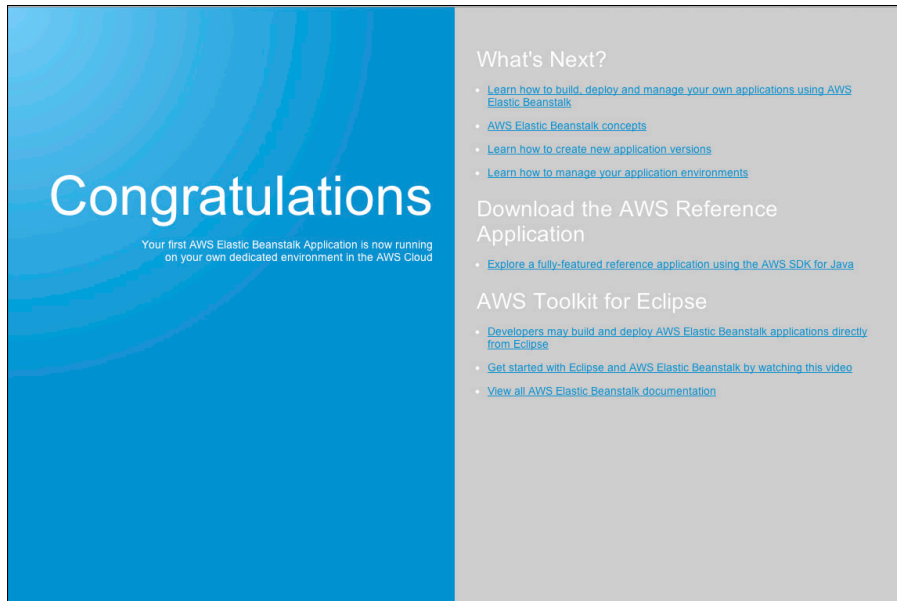 Congratulations
Your first AWS Elastic Beanstalk Application is now running
on your own dedicated environment in the AWS Cloud
What's Next?
Learn how to build, deploy and manage your own applications using AWS
Elastic Beanstalk
AWS Elastic Beanstalk concepts
Learn how to create new application versions
Learn how to manage your application environments
Download the AWS Reference
Application
Explore a fully-featured reference application using the AWS SDK for Java
AWS Toolkit for Eclipse
Developers may build and deploy AWS Elastic Beanstalk applications directly
from Eclipse
Get started with Eclipse and AWS Elastic Beanstalk by watching this video
View all AWS Elastic Beanstalk documentation